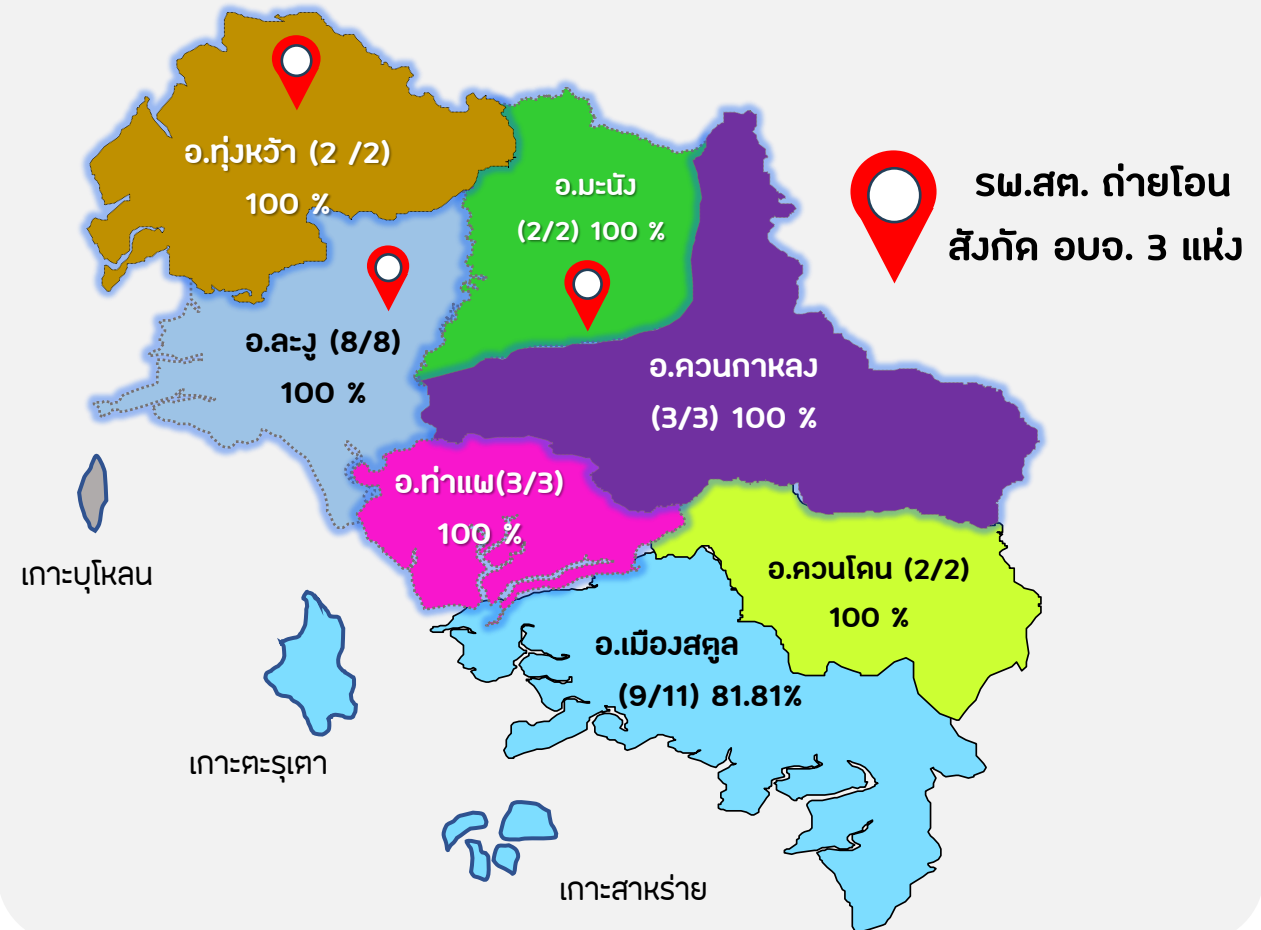 อ.ทุ่งหว้า (2 /2)
100 %
อ.มะนัง
(2/2) 100 %
รพ.สต. ถ่ายโอน
สังกัด อบจ. 3 แห่ง
อ.ละงู (8/8)
100 %
อ.ควนกาหลง
(3/3) 100 %
อ.ท่าแพ(3/3)
100 %
เกาะบุโหลน
อ.ควนโดน (2/2)
100 %
อ.เมืองสตูล
(9/11) 81.81%
เกาะตะรุเตา
เกาะสาหร่าย